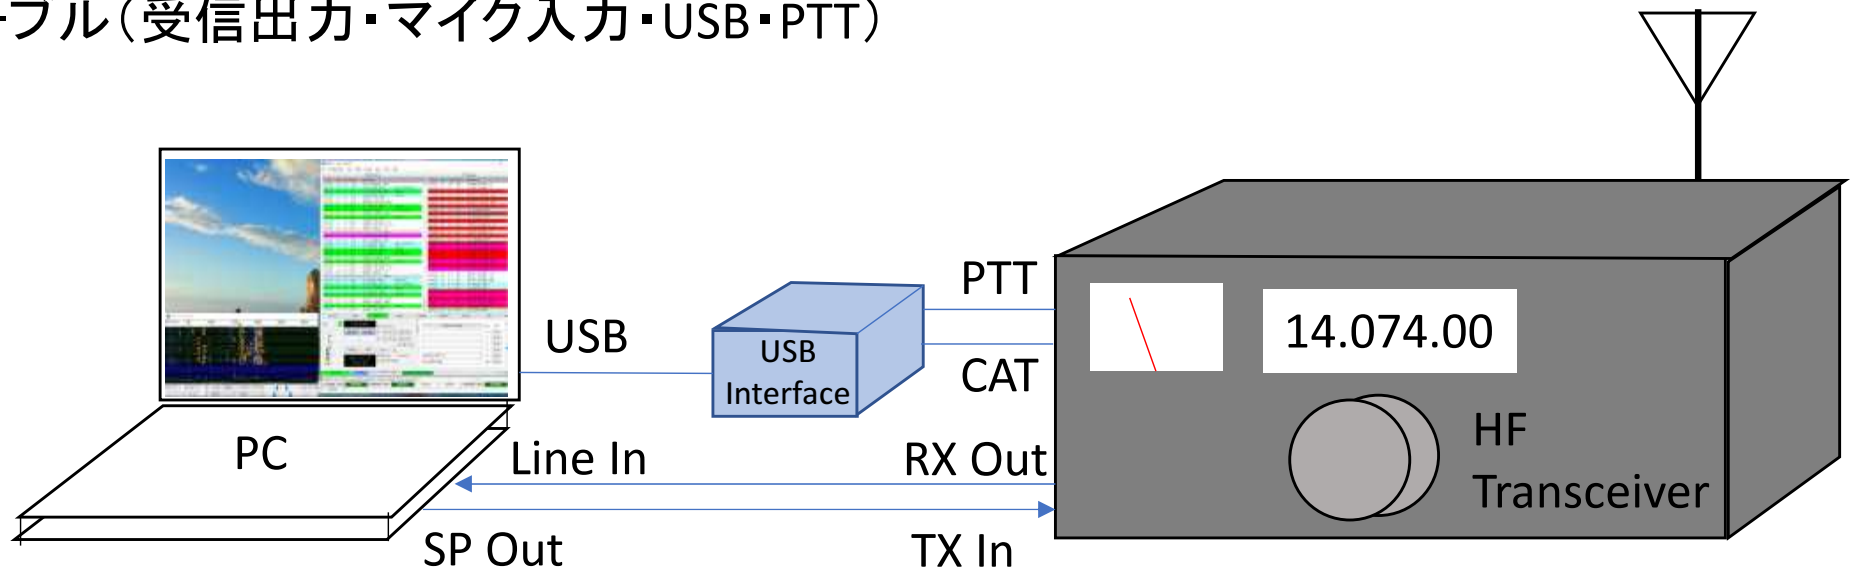 ーブル（受信出力・マイク入力・USB・PTT）
PTT
14.074.00
USB
USB
Interface
CAT
HF
Transceiver
PC
Line In
RX Out
SP Out
TX In